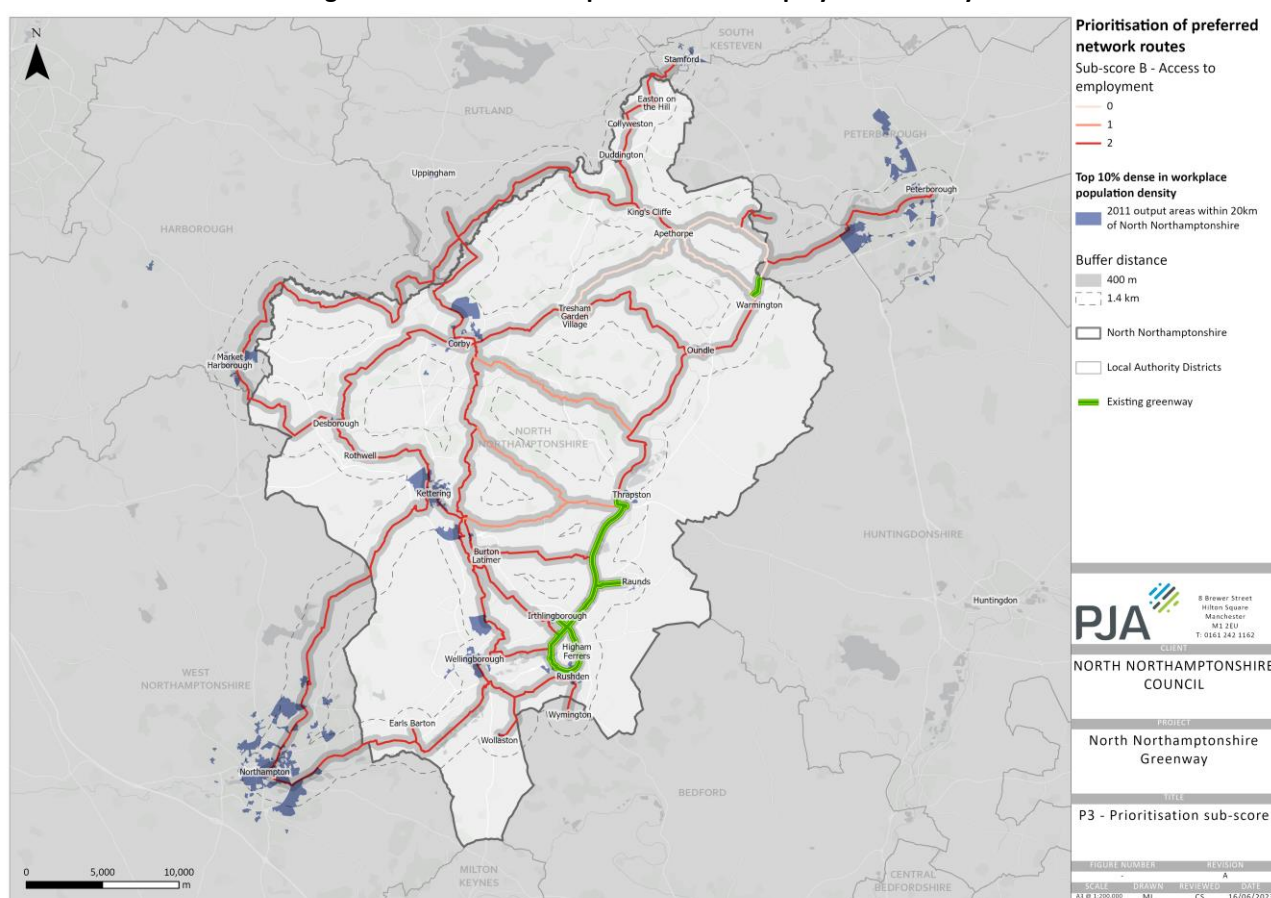 N
SOUTH
KESTEVEN
Stamford
RUTLAND
Easton on
the Hill
Collyweston
PETERBOROUGH
Duddington
Uppingham
Peterborough
King's Cliffe
HARBOROUGH
Apethorpe
Warmington
Tresham
Garden
Village
Corby
Oundle
Market
Harborough
Desborough
NORTH
NORTHAMPTONSHIRE
Rothwell
Kettering
Thrapston
HUNTINGDONSHIRE
Burton
Latimer
Raunds
Huntingdon
Irthlingborough
Higham
Ferrers
Wellingborough
WEST
NORTHAMPTONSHIRE
Rushden
Earls Barton
Wymington
Wollaston
Northampton
BEDFORD
MILTON
KEYNES
CENTRAL
BEDFORDSHIRE
0 5,000 10,000
m
Prioritisation of preferred
network routes
Sub-score B - Access to
employment
0
1
2
Top 10% dense in workplace
population density
2011 output areas within 20km
of North Northamptonshire
Buffer distance
400 m
1.4 km
North Northamptonshire
Local Authority Districts
Existing greenway
PJA
8 Brewer Street
Hilton Square
Manchester
M1 2EU
T: 0161 242 1162
CLIENT
NORTH NORTHAMPTONSHIRE
COUNCIL
PROJECT
North Northamptonshire
Greenway
TITLE
P3 - Prioritisation sub-score
FIGURE NUMBER REVISION
- A
SCALE DRAWN REVIEWED DATE